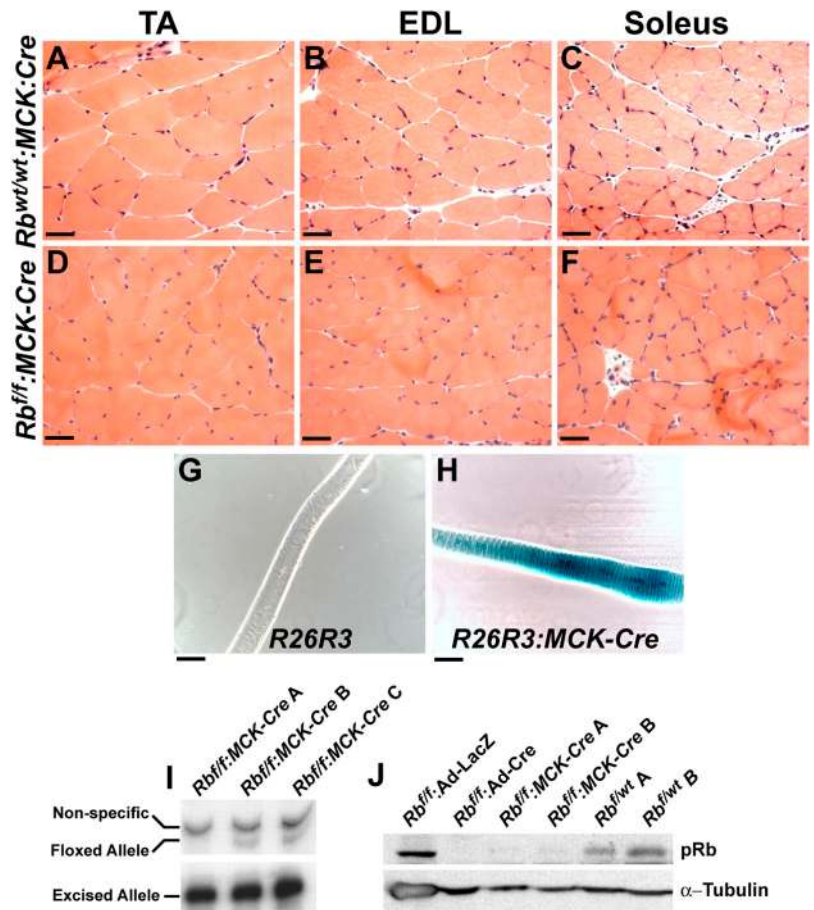 TA EDL Soleus
Rbwt/wt:MCK:Cre
A B C
Rbf/f:MCK-Cre
D E F
G H
R26R3 R26R3:MCK-Cre
I
Rbf/f:MCK-Cre A
Rbf/f:MCK-Cre B
Rbf/f:MCK-Cre C
Non-specific
Floxed Allele
Excised Allele
J
Rbf/f:Ad-LacZ
Rbf/f:Ad-Cre
Rbf/f:MCK-Cre A
Rbf/f:MCK-Cre B
Rbf/wt A
Rbf/wt B
pRb
α–Tubulin